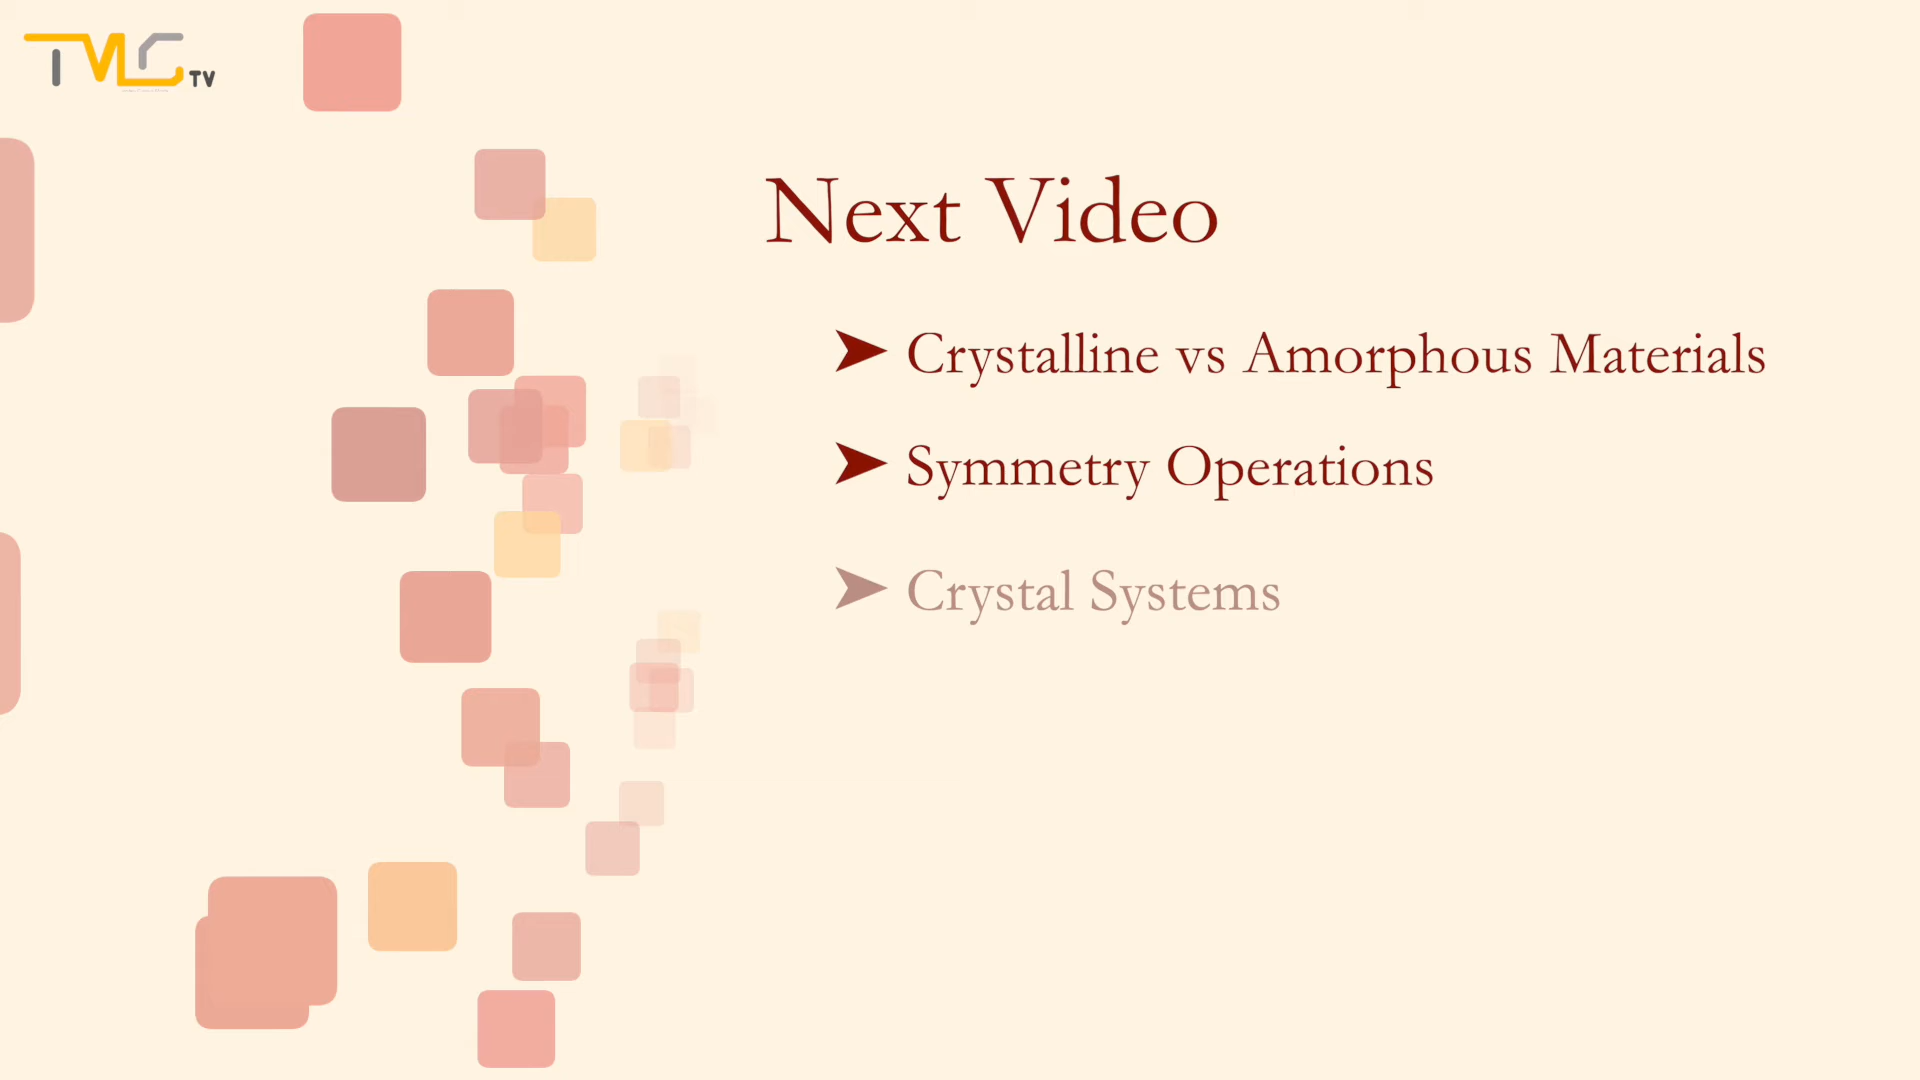 TMC TV
Next Video
➤ Crystalline vs Amorphous Materials
➤ Symmetry Operations
➤ Crystal Systems